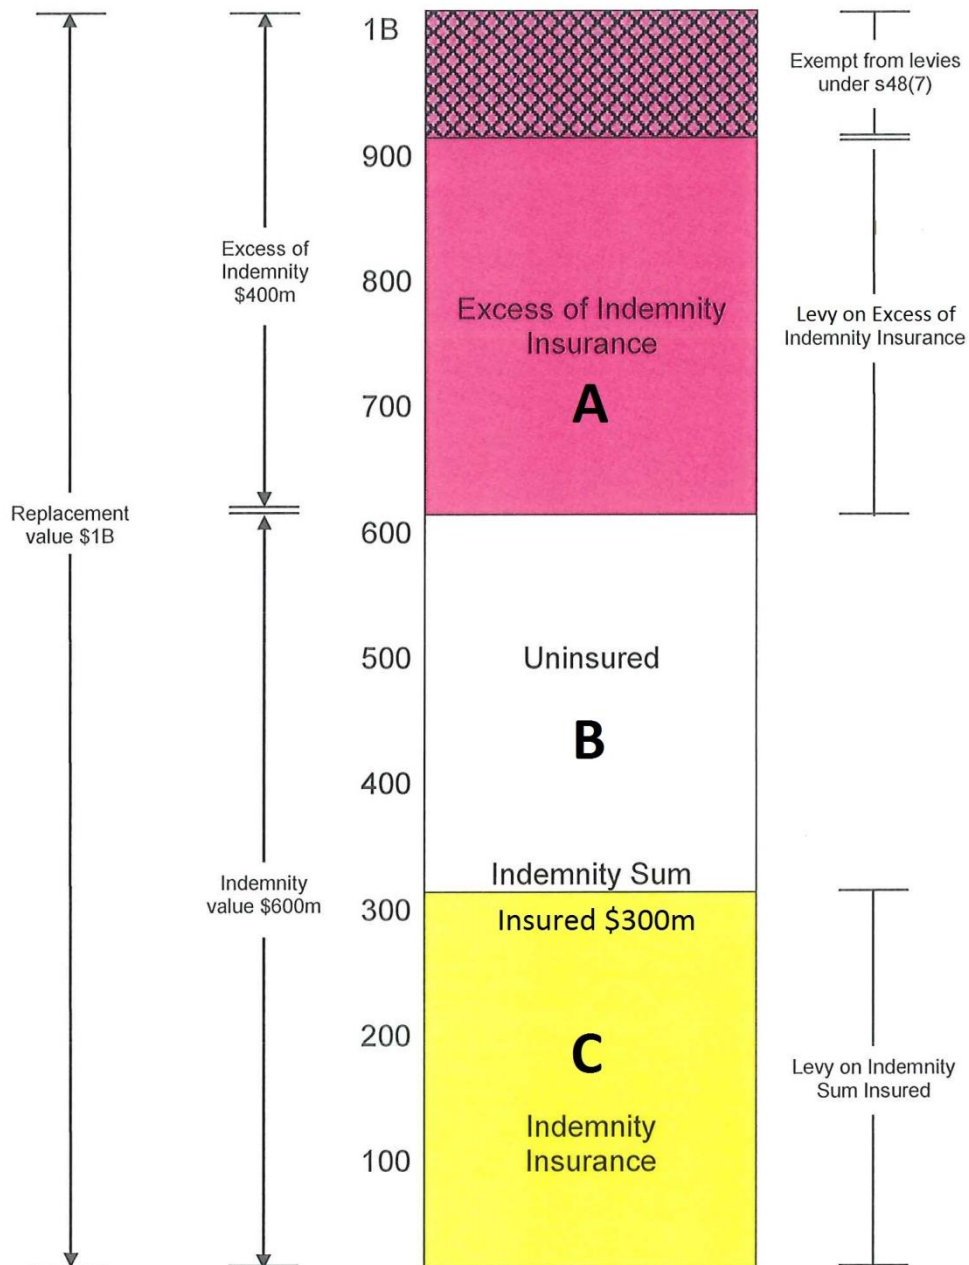 1B
Exempt from levies
under s48(7)
900
Excess of
Indemnity
$400m
800
Excess of Indemnity
Insurance
Levy on Excess of
Indemnity Insurance
700
A
Replacement
value $1B
600
500
Uninsured
B
400
Indemnity
value $600m
Indemnity Sum
300
Insured $300m
200
C
Levy on Indemnity
Sum Insured
Indemnity
Insurance
100